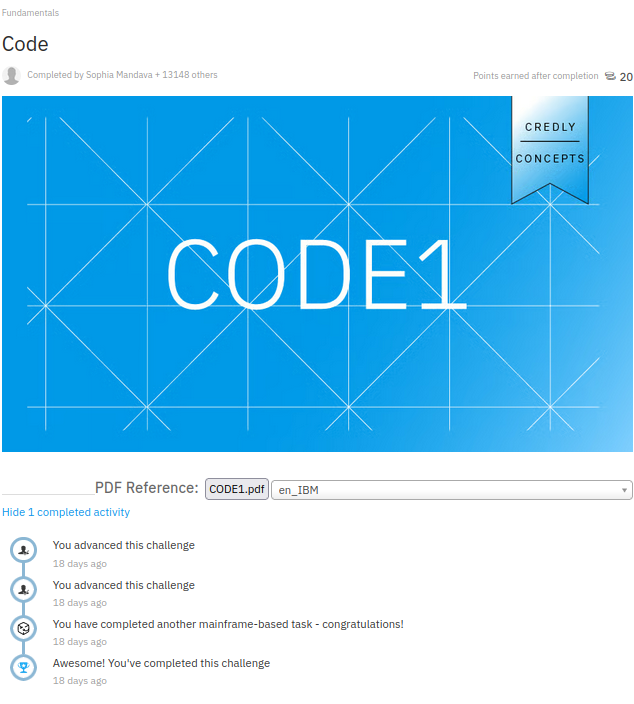 Fundamentals
Code
Completed by Sophia Mandava + 13148 others
Points earned after completion 20
CREDLY
CONCEPTS
CODE1
PDF Reference: CODE1.pdf en_IBM
Hide 1 completed activity
You advanced this challenge
18 days ago
You advanced this challenge
18 days ago
You have completed another mainframe-based task - congratulations!
18 days ago
Awesome! You've completed this challenge
18 days ago